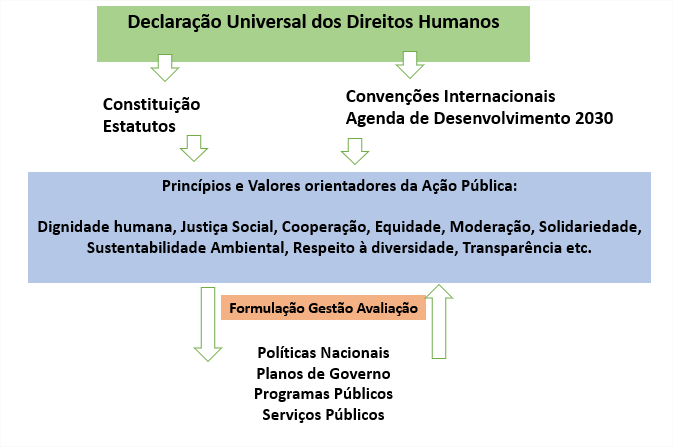 Declaração Universal dos Direitos Humanos
Constituição
Estatutos
Convenções Internacionais
Agenda de Desenvolvimento 2030
Princípios e Valores orientadores da Ação Pública:
Dignidade humana, Justiça Social, Cooperação, Equidade, Moderação, Solidariedade,
Sustentabilidade Ambiental, Respeito à diversidade, Transparência etc.
Formulação Gestão Avaliação
Políticas Nacionais
Planos de Governo
Programas Públicos
Serviços Públicos